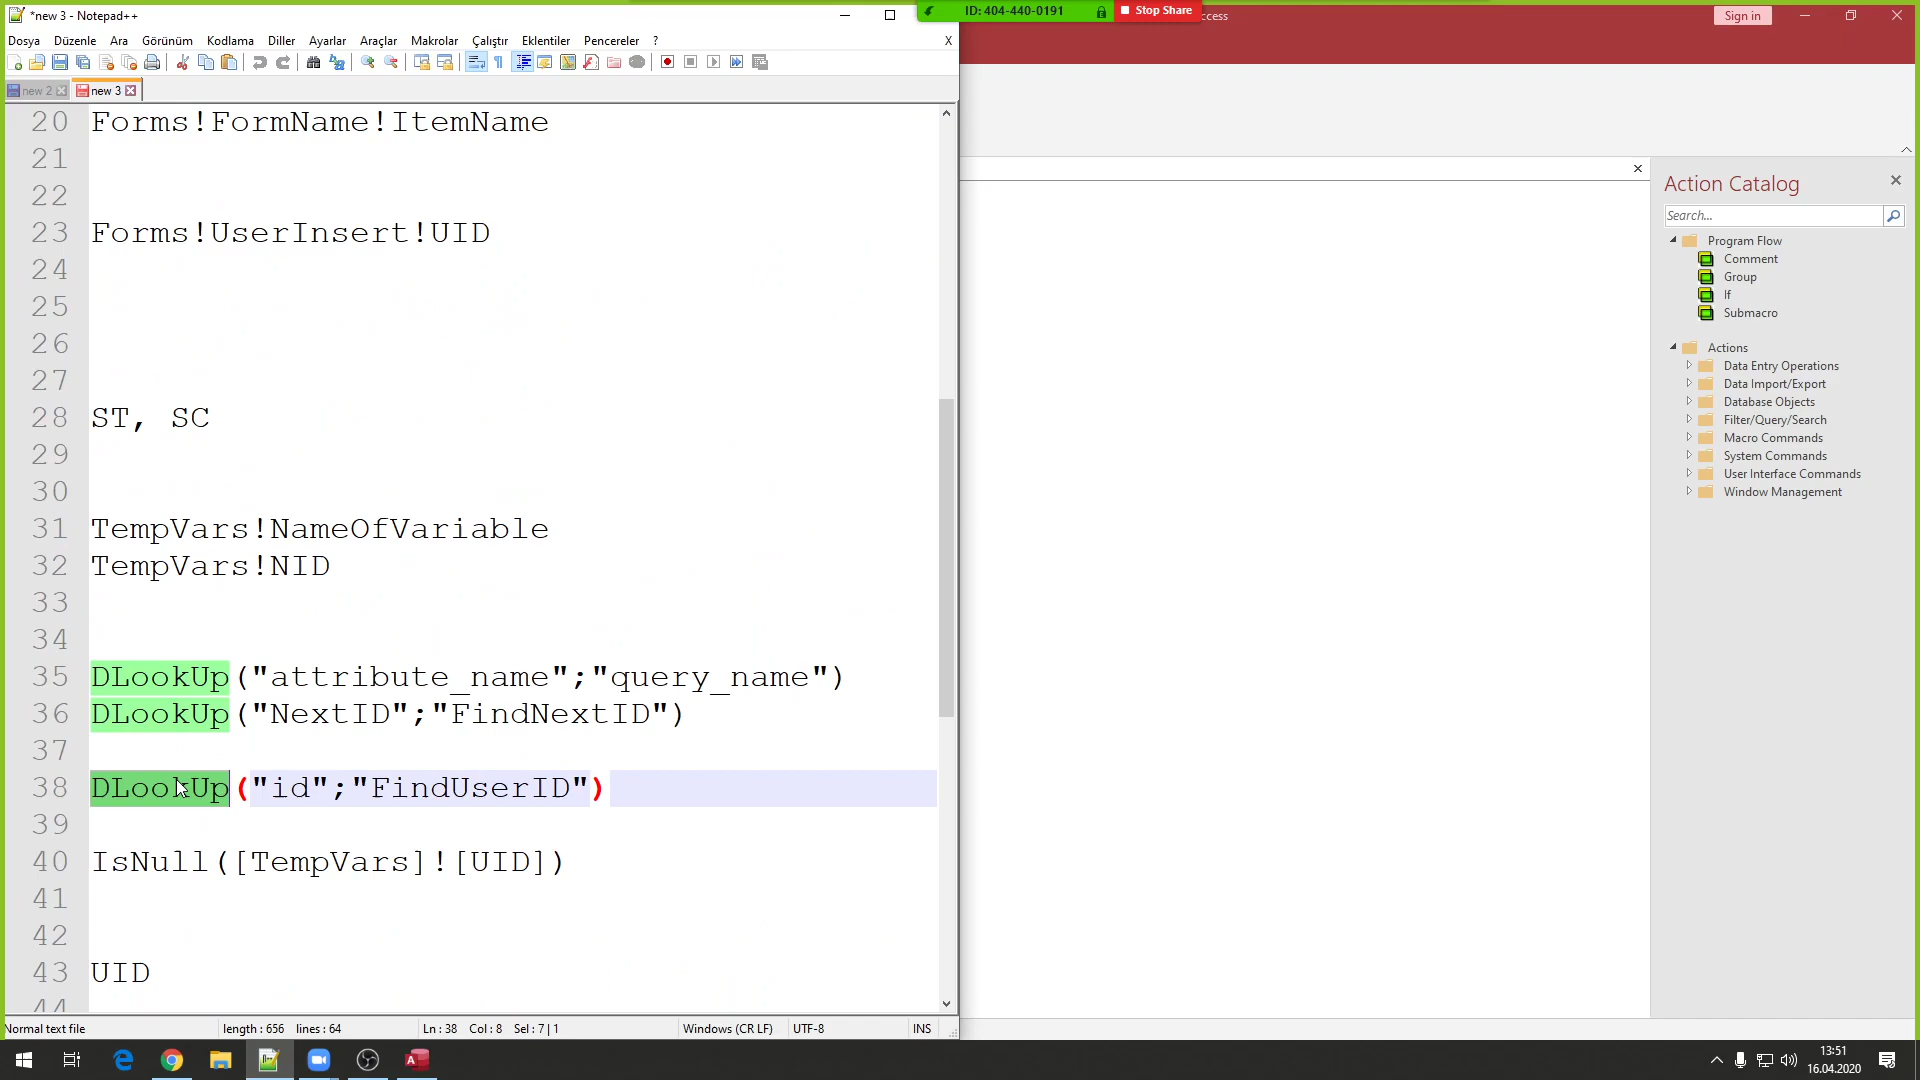 *new 3 - Notepad++
ID: 404-440-0191
Stop Share
ccess
Sign in
Dosya Düzenle Ara Görünüm Kodlama Diller Ayarlar Araçlar Makrolar Çalıştır Eklentiler Pencereler ? X
new 2
new 3
20 Forms!FormName!ItemName
21
22
23 Forms!UserInsert!UID
24
25
26
27
28 ST, SC
29
30
31 TempVars!NameOfVariable
32 TempVars!NID
33
34
35 DLookUp("attribute_name";"query_name")
36 DLookUp("NextID";"FindNextID")
37
38 DLookUp("id";"FindUserID")
39
40 IsNull([TempVars]![UID])
41
42
43 UID
44
Normal text file length : 656 lines : 64 Ln : 38 Col : 8 Sel : 7 | 1 Windows (CR LF) UTF-8 INS
Action Catalog
Search...
Program Flow
Comment
Group
If
Submacro
Actions
Data Entry Operations
Data Import/Export
Database Objects
Filter/Query/Search
Macro Commands
System Commands
User Interface Commands
Window Management
13:51
16.04.2020